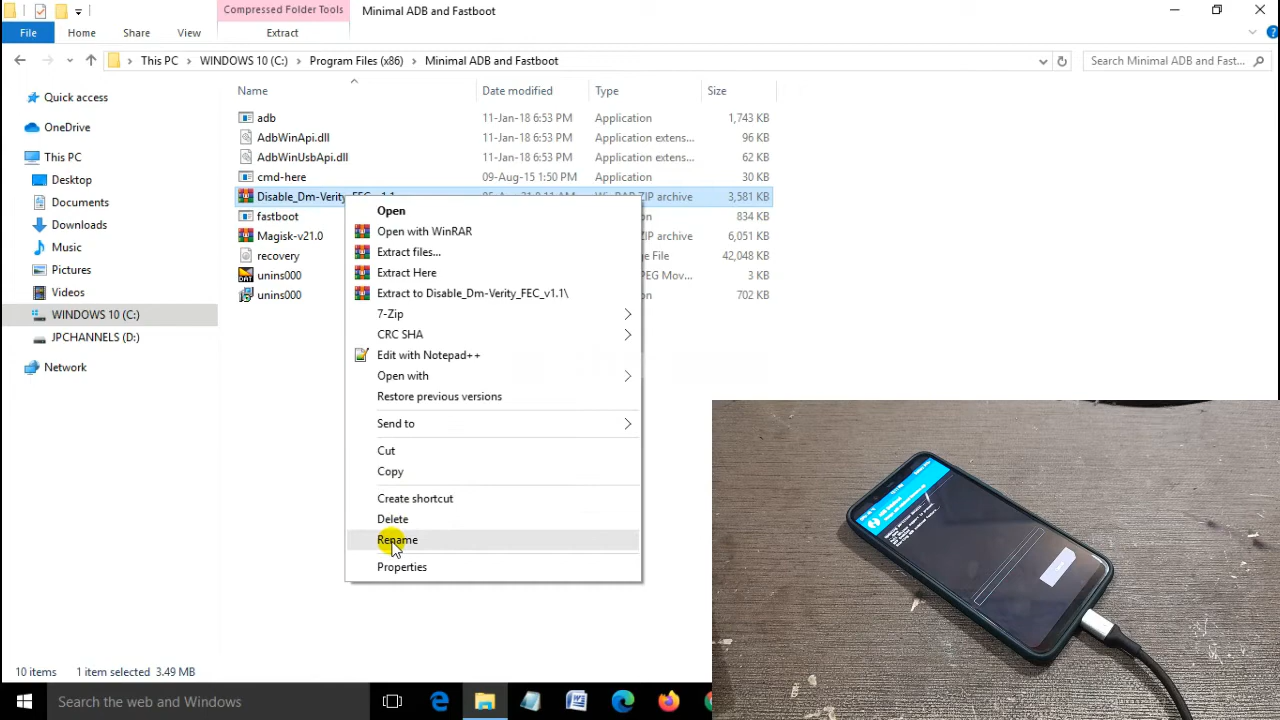 Compressed Folder Tools
Minimal ADB and Fastboot
File
Home
Share
View
Extract
This PC
WINDOWS 10 (C:)
Program Files (x86)
Minimal ADB and Fastboot
Search Minimal ADB and Fast...
Name
Date modified
Type
Size
Quick access
OneDrive
This PC
Desktop
Documents
Downloads
Music
Pictures
Videos
WINDOWS 10 (C:)
JPCHANNELS (D:)
Network
adb 11-Jan-18 6:53 PM Application 1,743 KB
AdbWinApi.dll 11-Jan-18 6:53 PM Application extens... 96 KB
AdbWinUsbApi.dll 11-Jan-18 6:53 PM Application extens... 62 KB
cmd-here 09-Aug-15 1:50 PM Application 30 KB
Disable_Dm-Verity_FEC_v1.1 ZIP archive 3,581 KB
fastboot 834 KB
Magisk-v21.0 ZIP archive 6,051 KB
recovery File 42,048 KB
unins000 3 KB
unins000 702 KB
Open
Open with WinRAR
Extract files...
Extract Here
Extract to Disable_Dm-Verity_FEC_v1.1\
7-Zip
CRC SHA
Edit with Notepad++
Open with
Restore previous versions
Send to
Cut
Copy
Create shortcut
Delete
Rename
Properties
10 items
1 item selected 3.49 MB
Search the web and Windows